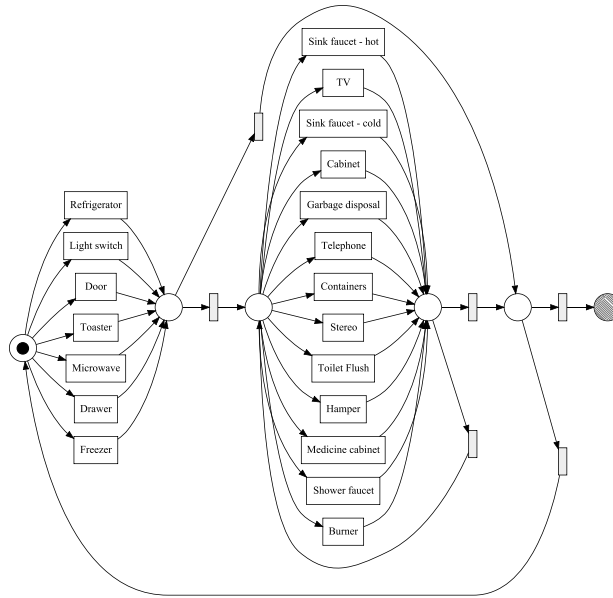 Refrigerator
Light switch
Door
Toaster
Microwave
Drawer
Freezer
Sink faucet - hot
TV
Sink faucet - cold
Cabinet
Garbage disposal
Telephone
Containers
Stereo
Toilet Flush
Hamper
Medicine cabinet
Shower faucet
Burner